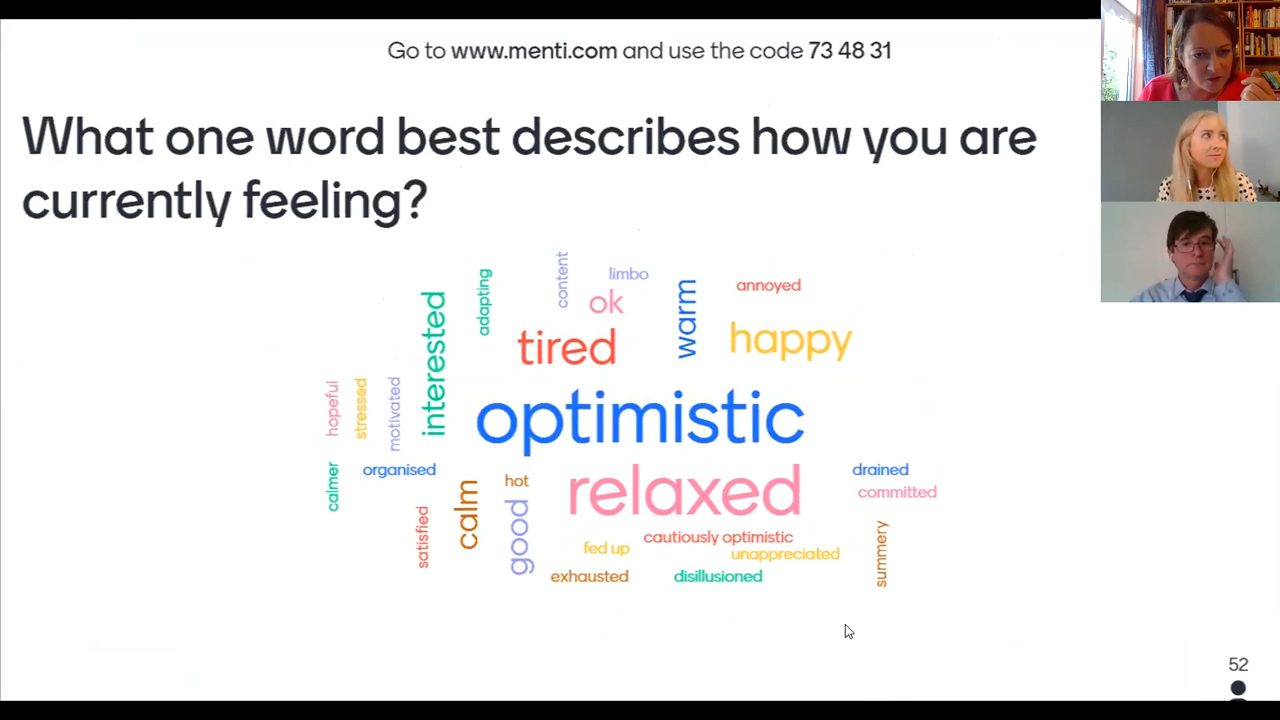 Go to www.menti.com and use the code 73 48 31
What one word best describes how you are
currently feeling?
content
limbo
adapting
ok
warm
annoyed
interested
tired
happy
hopeful
stressed
motivated
optimistic
calmer
organised
calm
hot
relaxed
drained
committed
satisfied
good
cautiously optimistic
fed up
unappreciated
summery
exhausted
disillusioned
52